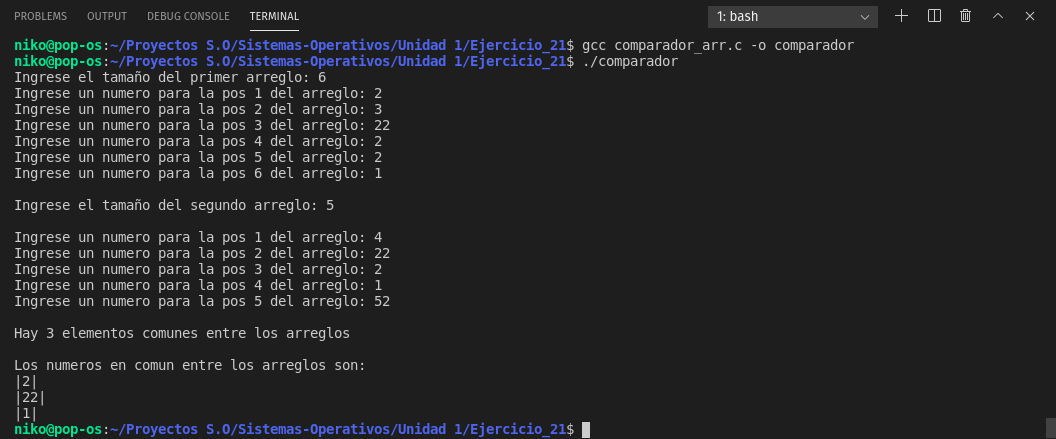 PROBLEMS OUTPUT DEBUG CONSOLE TERMINAL 1: bash
niko@pop-os:~/Proyectos S.O/Sistemas-Operativos/Unidad 1/Ejercicio_21$ gcc comparador_arr.c -o comparador
niko@pop-os:~/Proyectos S.O/Sistemas-Operativos/Unidad 1/Ejercicio_21$ ./comparador
Ingrese el tamaño del primer arreglo: 6
Ingrese un numero para la pos 1 del arreglo: 2
Ingrese un numero para la pos 2 del arreglo: 3
Ingrese un numero para la pos 3 del arreglo: 22
Ingrese un numero para la pos 4 del arreglo: 2
Ingrese un numero para la pos 5 del arreglo: 2
Ingrese un numero para la pos 6 del arreglo: 1
Ingrese el tamaño del segundo arreglo: 5
Ingrese un numero para la pos 1 del arreglo: 4
Ingrese un numero para la pos 2 del arreglo: 22
Ingrese un numero para la pos 3 del arreglo: 2
Ingrese un numero para la pos 4 del arreglo: 1
Ingrese un numero para la pos 5 del arreglo: 52
Hay 3 elementos comunes entre los arreglos
Los numeros en comun entre los arreglos son:
|2|
|22|
|1|
niko@pop-os:~/Proyectos S.O/Sistemas-Operativos/Unidad 1/Ejercicio_21$